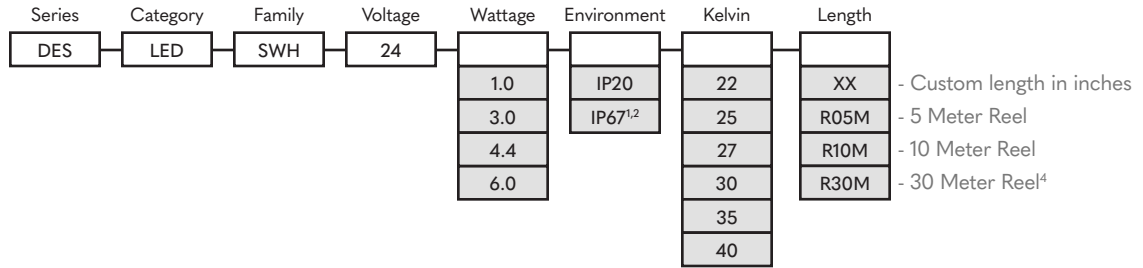 Series Category Family Voltage Wattage Environment Kelvin Length
DES LED SWH 24
1.0 IP20 22 XX - Custom length in inches
3.0 IP67¹,² 25 R05M - 5 Meter Reel
4.4 27 R10M - 10 Meter Reel
6.0 30 R30M - 30 Meter Reel⁴
35
40